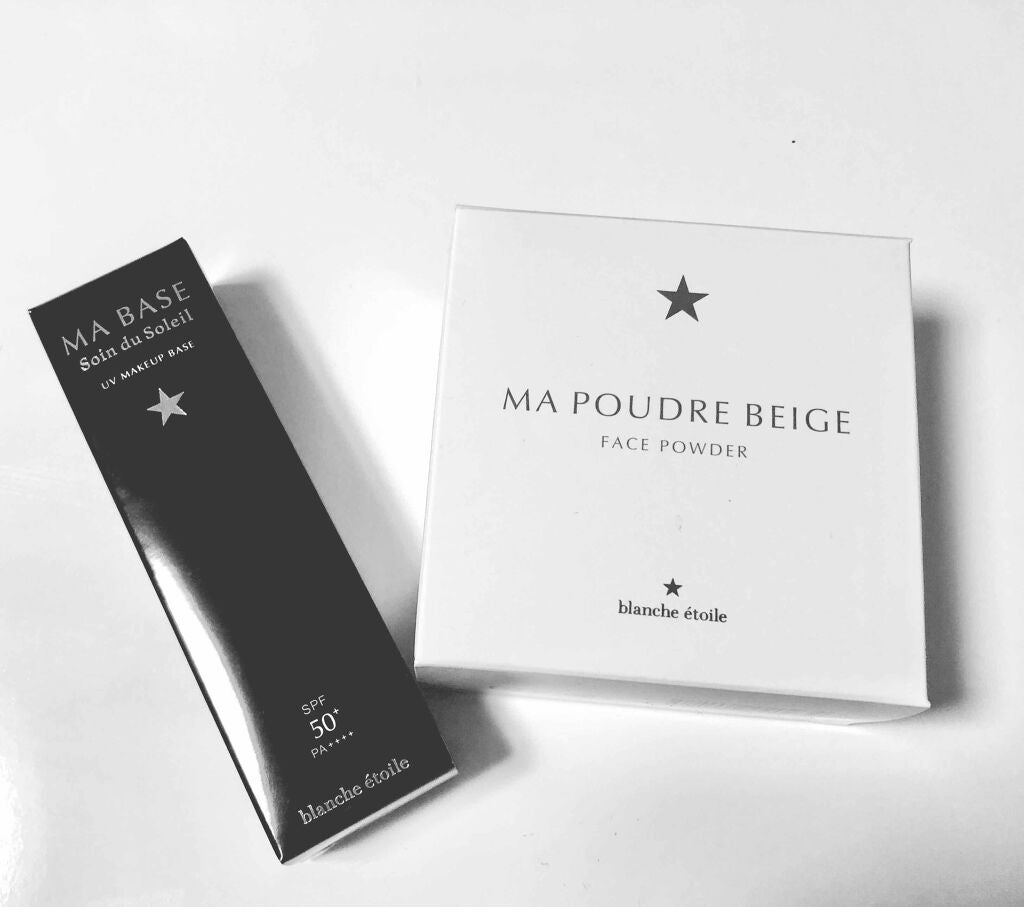 MA BASE
Soin du Soleil
UV MAKEUP BASE
SPF
50+
PA++++
blanche étoile
MA POUDRE BEIGE
FACE POWDER
blanche étoile